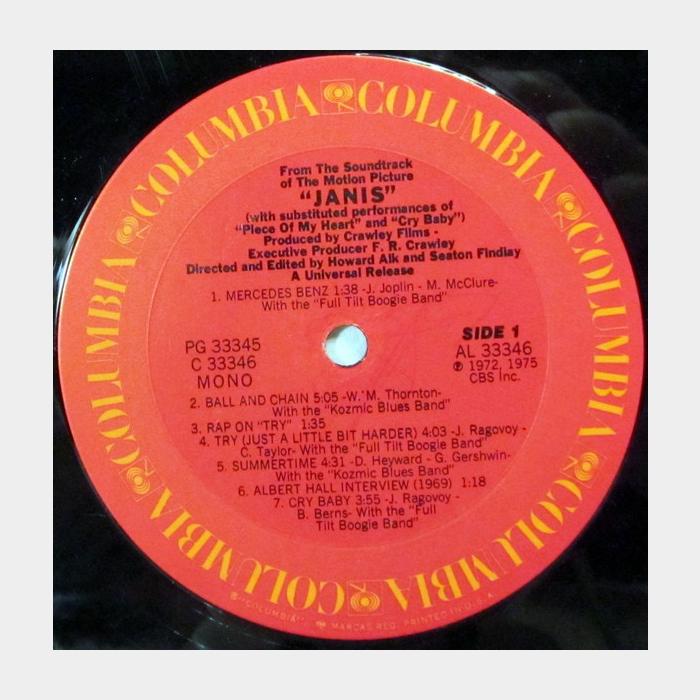 COLUMBIA COLUMBIA COLUMBIA COLUMBIA COLUMBIA COLUMBIA COLUMBIA
From The Soundtrack
of The Motion Picture
"JANIS"
(with substituted performances of
"Piece Of My Heart" and "Cry Baby")
Produced by Crawley Films -
Executive Producer F. R. Crawley
Directed and Edited by Howard Alk and Seaton Findlay
A Universal Release
1. MERCEDES BENZ 1:38 -J. Joplin - M. McClure-
With the "Full Tilt Boogie Band"
PG 33345
C 33346
MONO
SIDE 1
AL 33346
℗ 1972, 1975
CBS Inc.
2. BALL AND CHAIN 5:05 -W. M. Thornton-
With the "Kozmic Blues Band"
3. RAP ON "TRY" 1:35
4. TRY (JUST A LITTLE BIT HARDER) 4:03 -J. Ragovoy -
C. Taylor- With the "Full Tilt Boogie Band"
5. SUMMERTIME 4:31 -D. Heyward - G. Gershwin-
With the "Kozmic Blues Band"
6. ALBERT HALL INTERVIEW (1969) 1:18
7. CRY BABY 3:55 -J. Ragovoy -
B. Berns- With the "Full
Tilt Boogie Band"
® "COLUMBIA", MARCAS REG. PRINTED IN U.S.A.